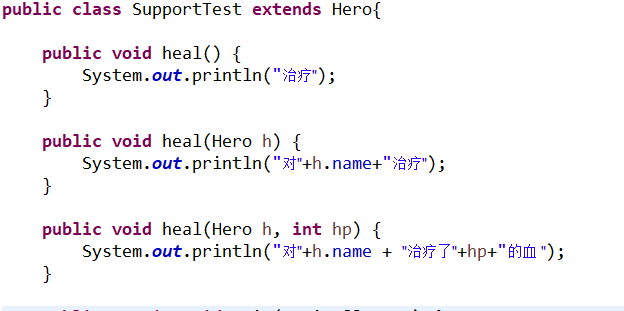 public class SupportTest extends Hero{
public void heal() {
System.out.println("治疗");
}
public void heal(Hero h) {
System.out.println("对"+h.name+"治疗");
}
public void heal(Hero h, int hp) {
System.out.println("对"+h.name + "治疗了"+hp+"的血 ");
}